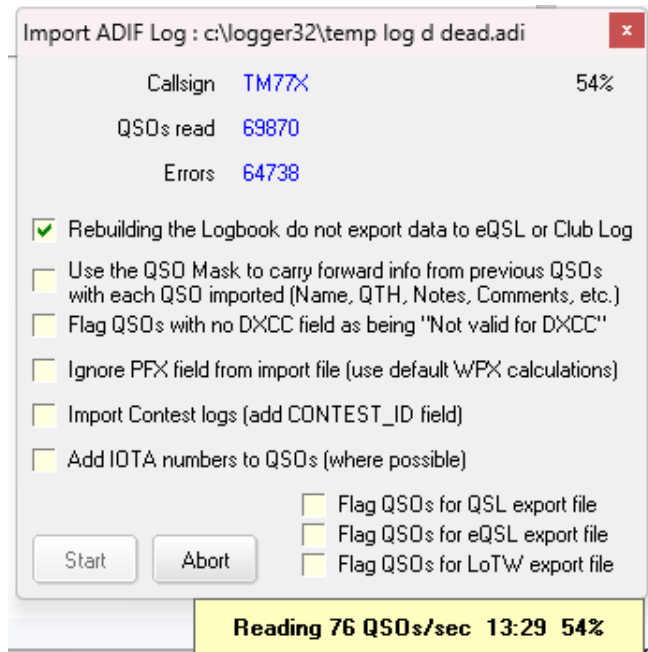 Import ADIF Log : c:\logger32\temp log d dead.adi x
Callsign TM77X 54%
QSOs read 69870
Errors 64738
Rebuilding the Logbook do not export data to eQSL or Club Log
Use the QSO Mask to carry forward info from previous QSOs
with each QSO imported (Name, QTH, Notes, Comments, etc.)
Flag QSOs with no DXCC field as being "Not valid for DXCC"
Ignore PFX field from import file (use default WPX calculations)
Import Contest logs (add CONTEST_ID field)
Add IOTA numbers to QSOs (where possible)
Flag QSOs for QSL export file
Flag QSOs for eQSL export file
Flag QSOs for LoTW export file
Start Abort
Reading 76 QSOs/sec 13:29 54%